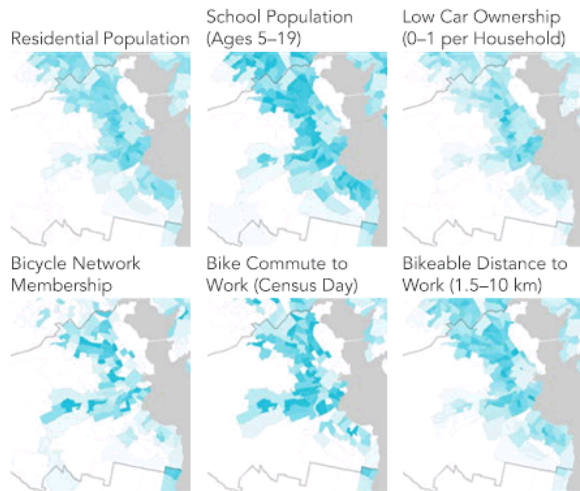 Residential Population
School Population
(Ages 5–19)
Low Car Ownership
(0–1 per Household)
Bicycle Network
Membership
Bike Commute to
Work (Census Day)
Bikeable Distance to
Work (1.5–10 km)